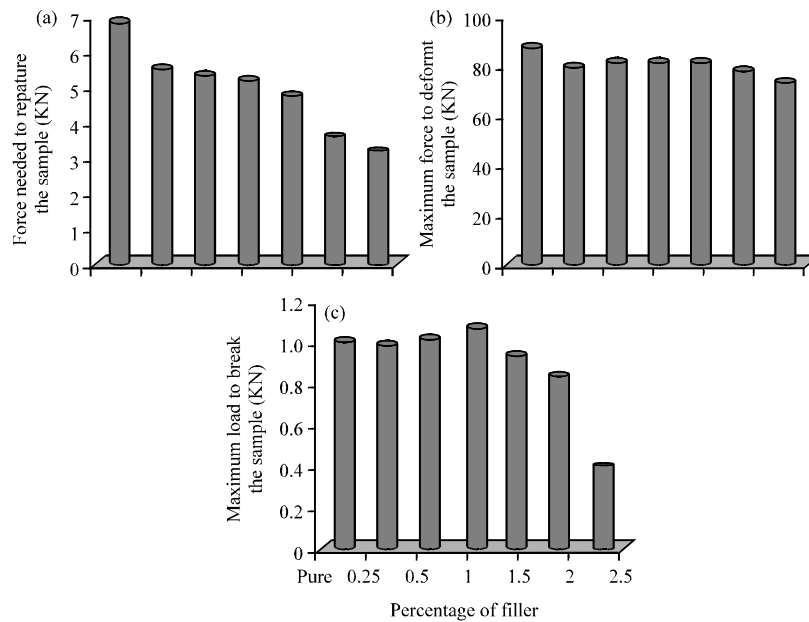 (a)
Force needed to repature
the sample (KN)
7
6
5
4
3
2
1
0
(b)
Maximum force to deformt
the sample (KN)
100
80
60
40
20
0
(c)
Maximum load to break
the sample (KN)
1.2
1.0
0.8
0.6
0.4
0.2
0
Pure 0.25 0.5 1 1.5 2 2.5
Percentage of filler